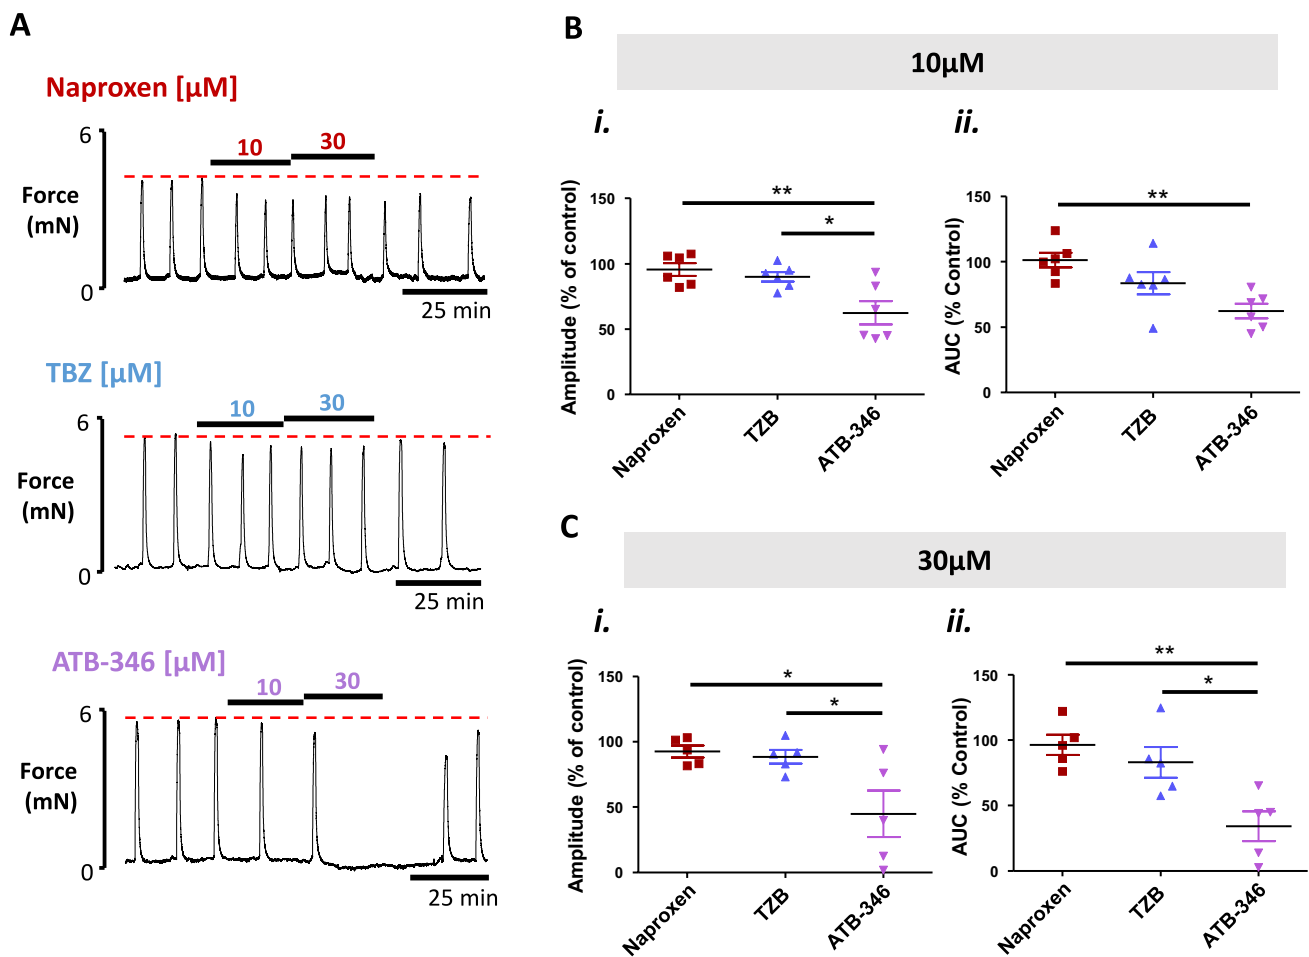 A
Naproxen [µM]
6
10
30
Force
(mN)
0
25 min
TBZ [µM]
6
10
30
Force
(mN)
0
25 min
ATB-346 [µM]
6
10
30
Force
(mN)
0
25 min
B
10µM
i.
**
*
150
100
50
0
Amplitude (% of control)
Naproxen
TZB
ATB-346
ii.
**
150
100
50
0
AUC (% Control)
Naproxen
TZB
ATB-346
C
30µM
i.
*
*
150
100
50
0
Amplitude (% of control)
Naproxen
TZB
ATB-346
ii.
**
*
150
100
50
0
AUC (% Control)
Naproxen
TZB
ATB-346